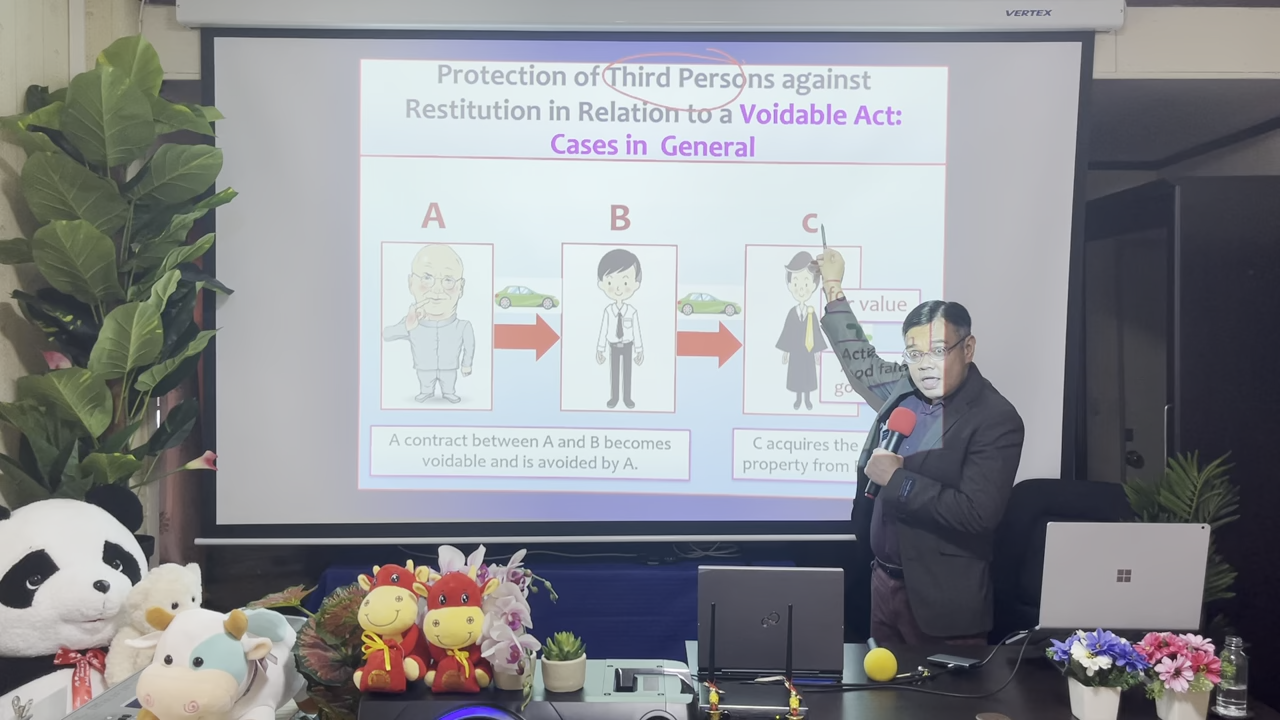 VERTEX
Protection of Third Persons against
Restitution in Relation to a Voidable Act:
Cases in General
A
B
C
value
A contract between A and B becomes
voidable and is avoided by A.
C acquires the
property from